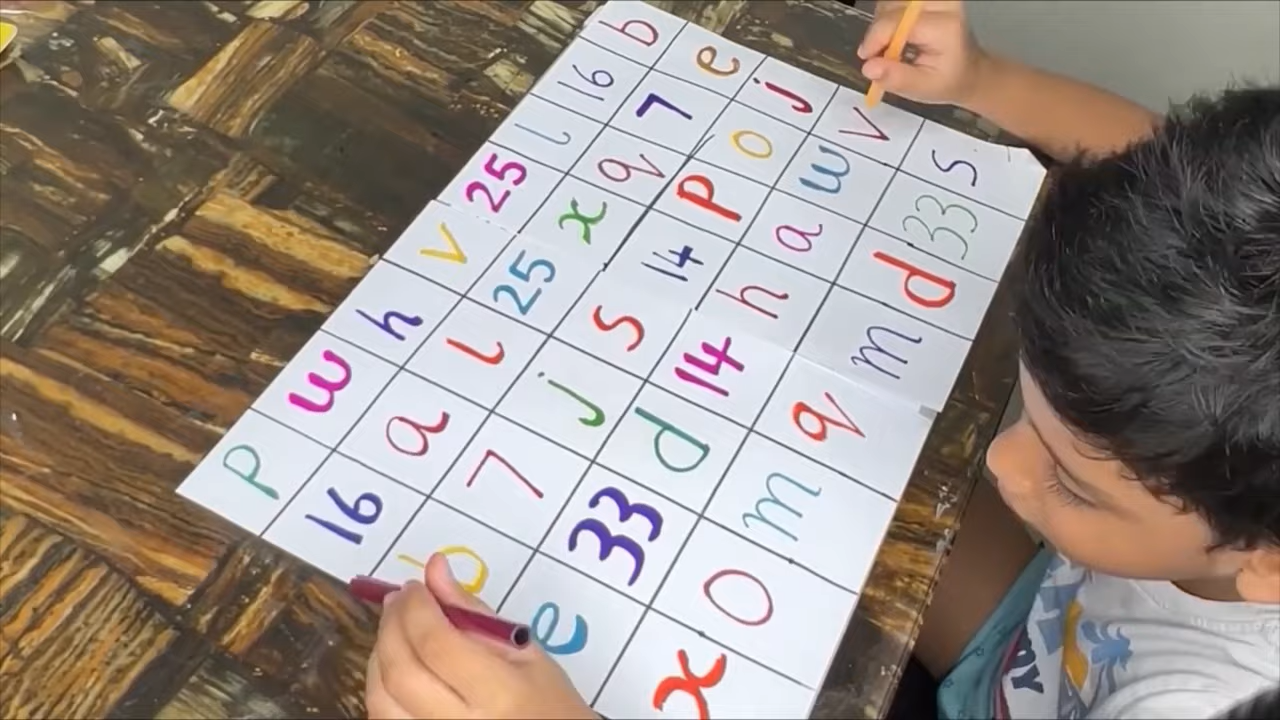 p w h v 25 l 16 b
16 a l 25 x q 7 e
b 7 j s 14 p o j
e 33 d 14 h a w v
x o m q m d 33 s